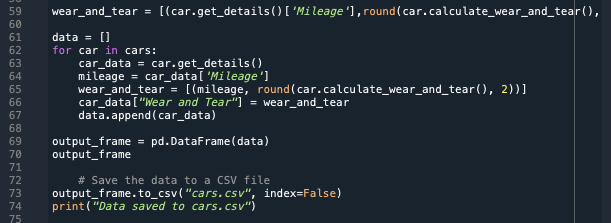 59 wear_and_tear = [(car.get_details()['Mileage'],round(car.calculate_wear_and_tear(),
60
61 data = []
62 for car in cars:
63     car_data = car.get_details()
64     mileage = car_data['Mileage']
65     wear_and_tear = [(mileage, round(car.calculate_wear_and_tear(), 2))]
66     car_data["Wear and Tear"] = wear_and_tear
67     data.append(car_data)
68
69 output_frame = pd.DataFrame(data)
70 output_frame
71
72     # Save the data to a CSV file
73 output_frame.to_csv("cars.csv", index=False)
74 print("Data saved to cars.csv")
75